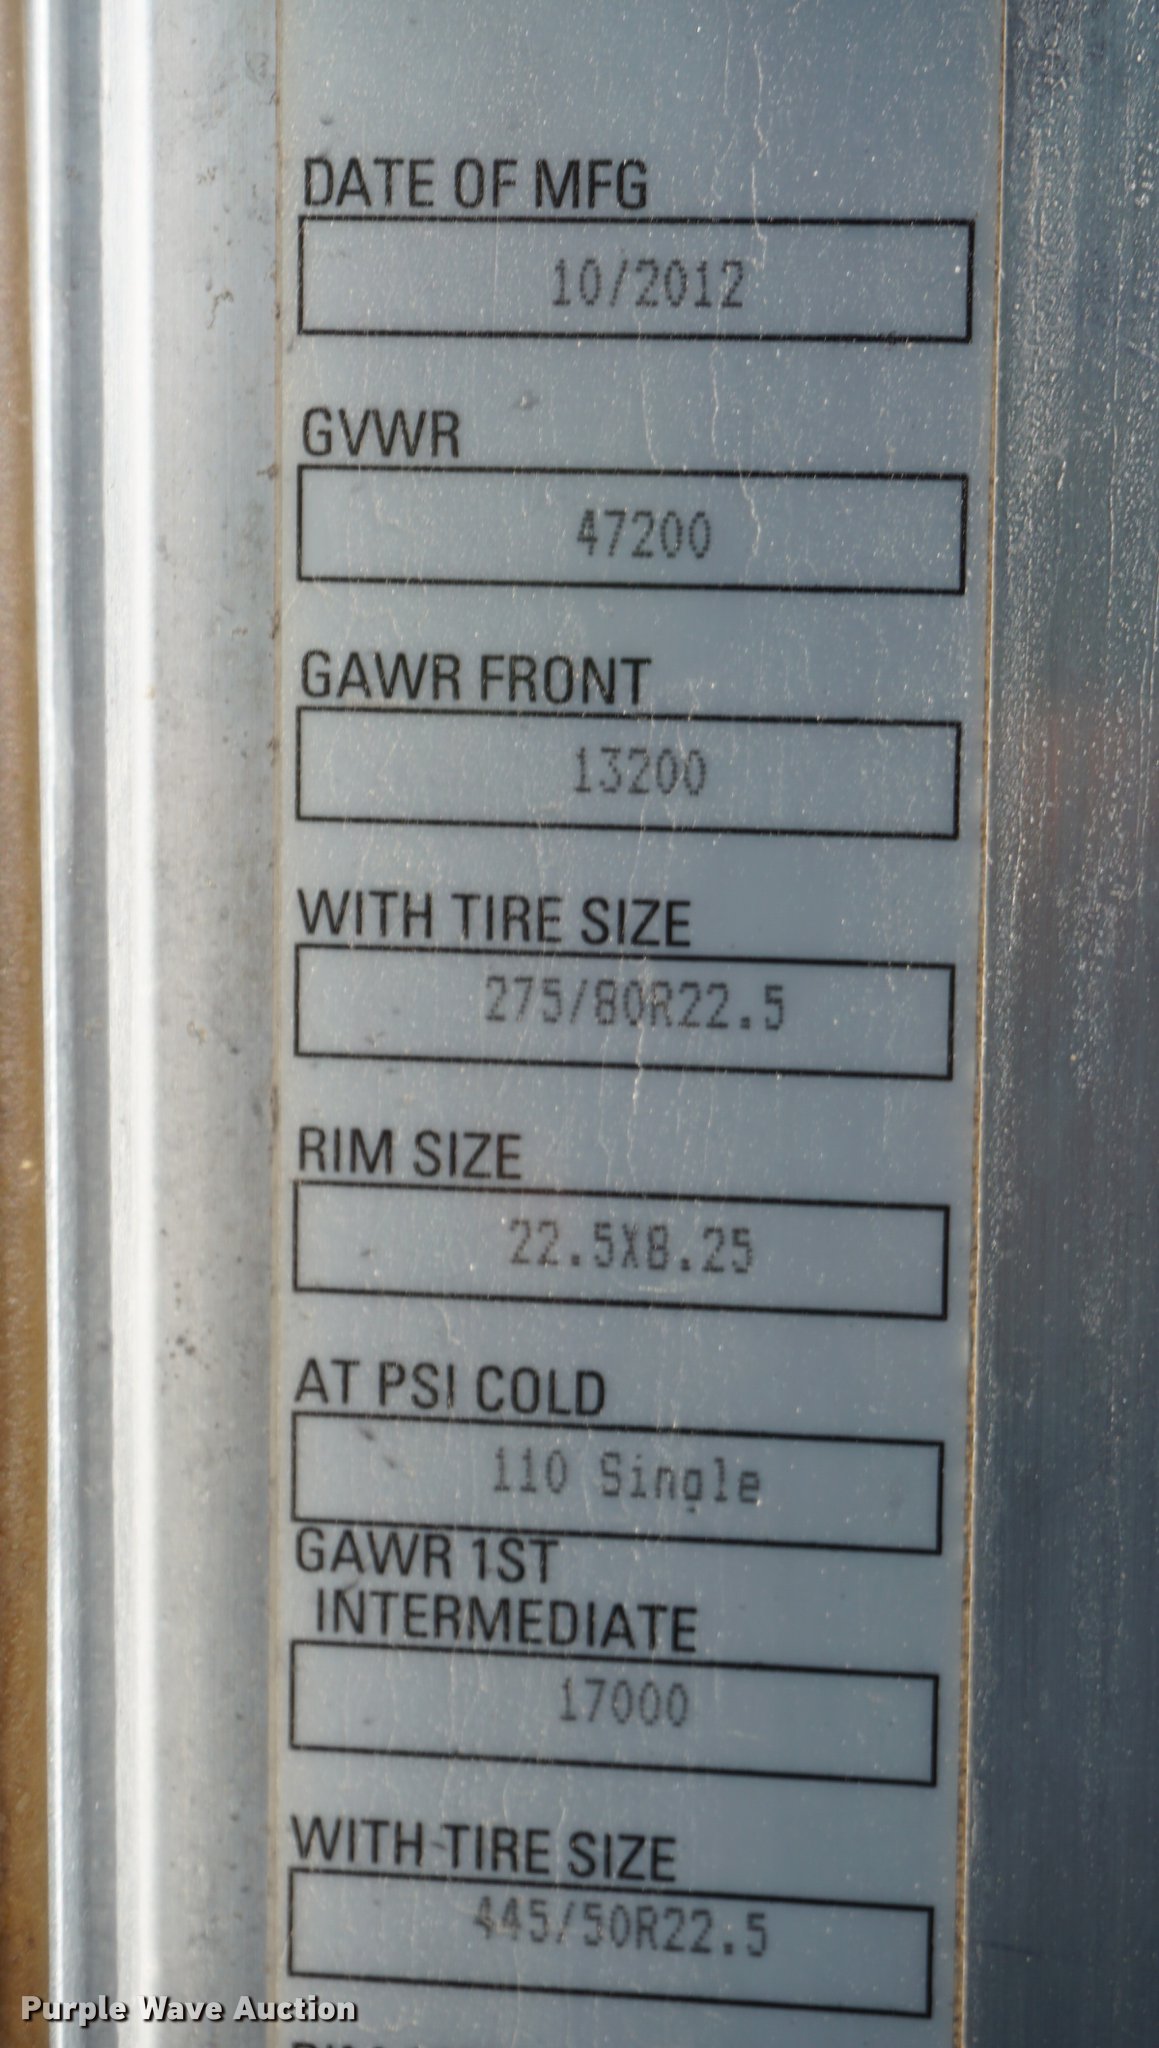 DATE OF MFG
10/2012
GVWR
47200
GAWR FRONT
13200
WITH TIRE SIZE
275/80R22.5
RIM SIZE
22.5X8.25
AT PSI COLD
110 Single
GAWR 1ST
INTERMEDIATE
17000
WITH TIRE SIZE
445/50R22.5
Purple Wave Auction